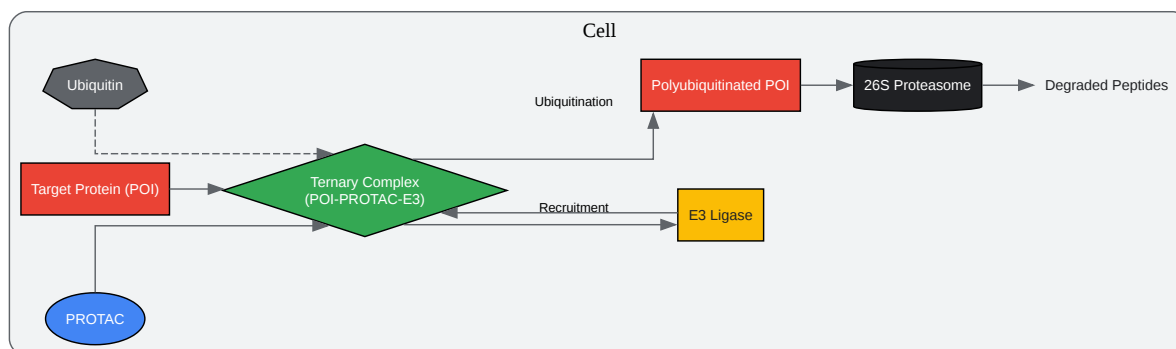 Cell
Ubiquitin
Polyubiquitinated POI
26S Proteasome
Degraded Peptides
Ubiquitination
Target Protein (POI)
Ternary Complex
(POI-PROTAC-E3)
Recruitment
E3 Ligase
PROTAC